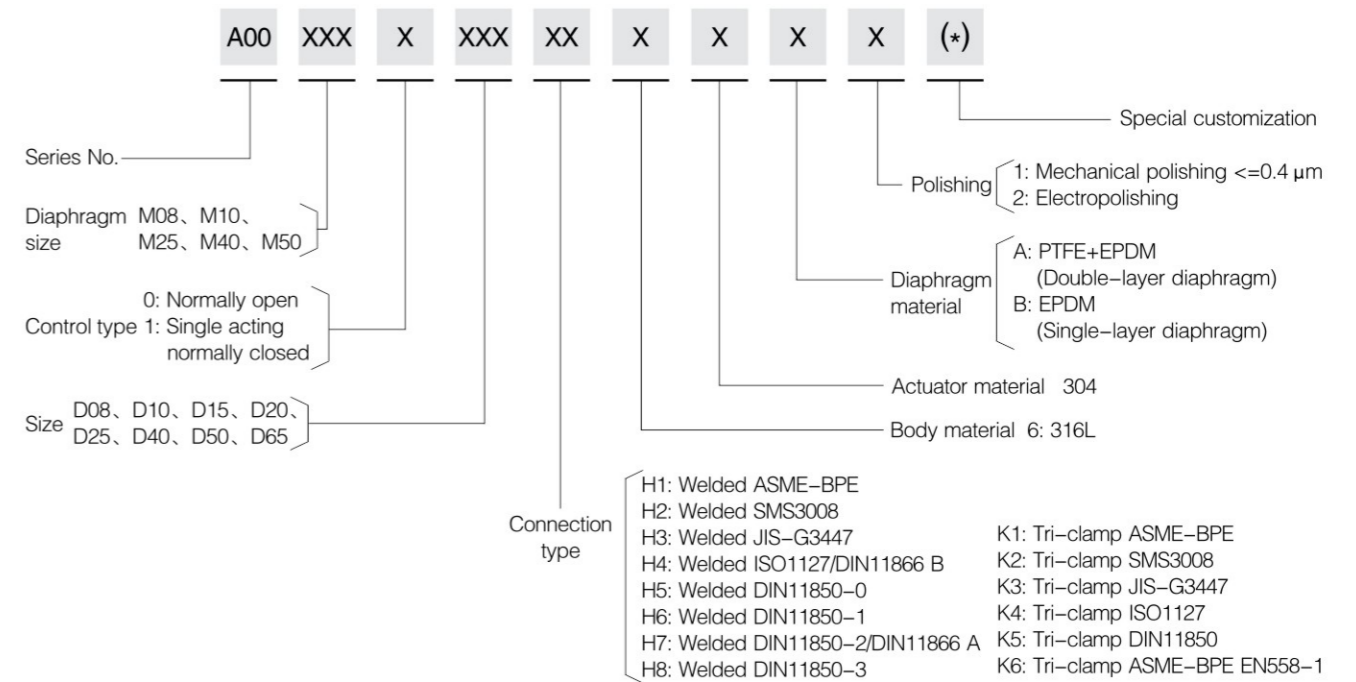 A00 XXX X XXX XX X X X X (*)
Special customization
Series No.
Polishing
1: Mechanical polishing <=0.4 μm
2: Electropolishing
Diaphragm size
M08、M10、
M25、M40、M50
Diaphragm material
A: PTFE+EPDM
(Double-layer diaphragm)
B: EPDM
(Single-layer diaphragm)
Control type
0: Normally open
1: Single acting
normally closed
Actuator material 304
Size
D08、D10、D15、D20、
D25、D40、D50、D65
Body material 6: 316L
Connection
type
H1: Welded ASME-BPE
H2: Welded SMS3008
H3: Welded JIS-G3447
H4: Welded ISO1127/DIN11866 B
H5: Welded DIN11850-0
H6: Welded DIN11850-1
H7: Welded DIN11850-2/DIN11866 A
H8: Welded DIN11850-3
K1: Tri-clamp ASME-BPE
K2: Tri-clamp SMS3008
K3: Tri-clamp JIS-G3447
K4: Tri-clamp ISO1127
K5: Tri-clamp DIN11850
K6: Tri-clamp ASME-BPE EN558-1